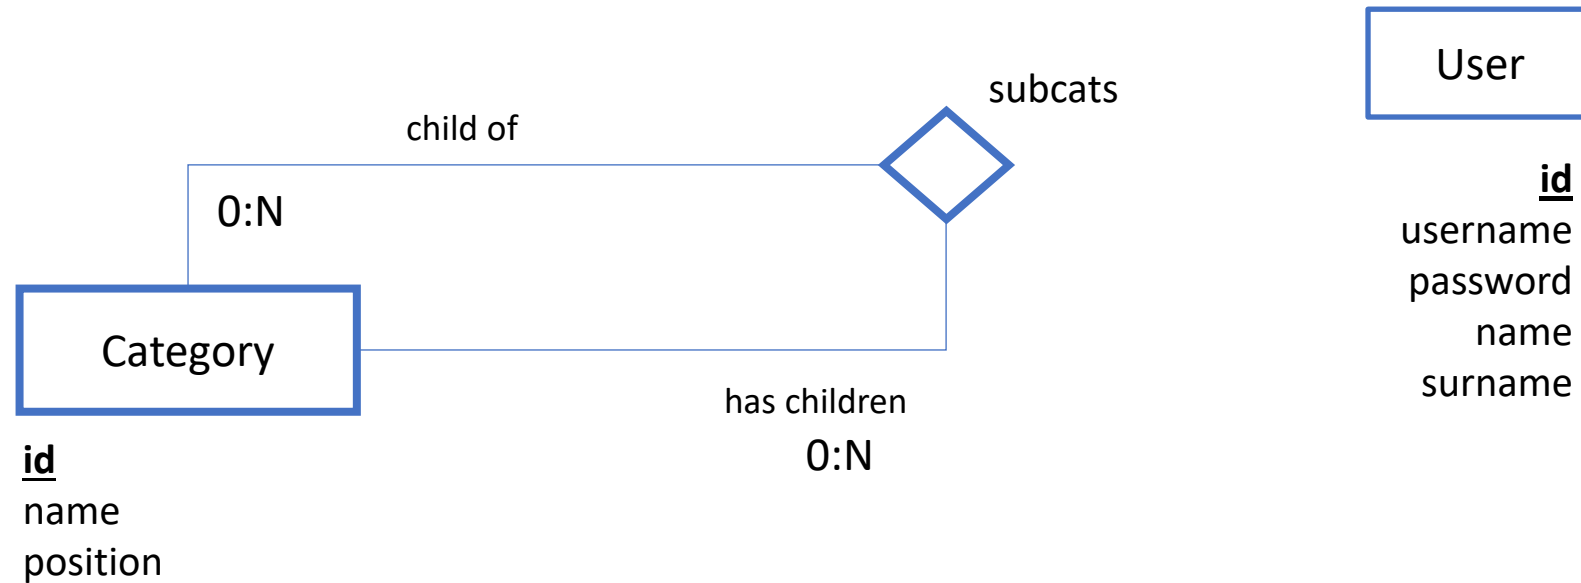 subcats
child of
0:N
Category
has children
0:N
id
name
position
User
id
username
password
name
surname